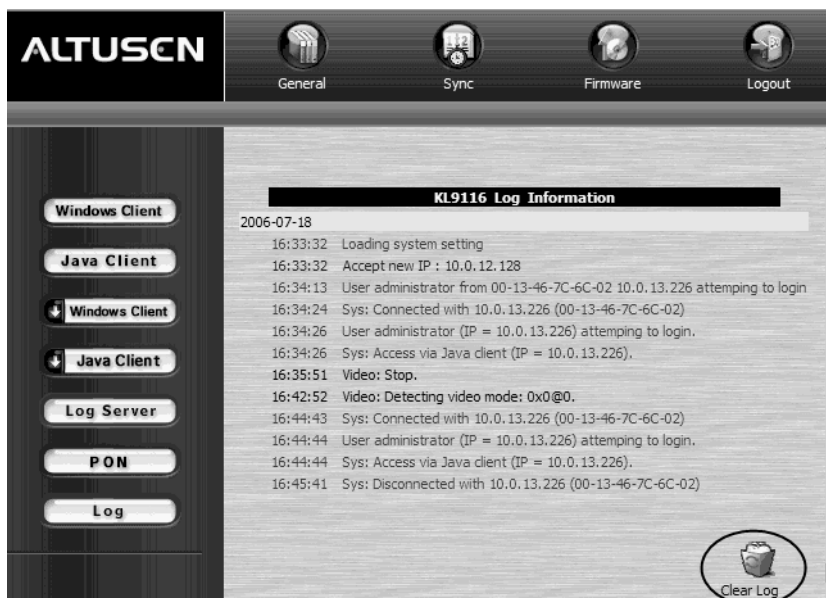 ALTUSEN
General Sync Firmware Logout
Windows Client
Java Client
Windows Client
Java Client
Log Server
PON
Log
KL9116 Log Information
2006-07-18
16:33:32 Loading system setting
16:33:32 Accept new IP : 10.0.12.128
16:34:13 User administrator from 00-13-46-7C-6C-02 10.0.13.226 attemping to login
16:34:24 Sys: Connected with 10.0.13.226 (00-13-46-7C-6C-02)
16:34:26 User administrator (IP = 10.0.13.226) attemping to login.
16:34:26 Sys: Access via Java client (IP = 10.0.13.226).
16:35:51 Video: Stop.
16:42:52 Video: Detecting video mode: 0x0@0.
16:44:43 Sys: Connected with 10.0.13.226 (00-13-46-7C-6C-02)
16:44:44 User administrator (IP = 10.0.13.226) attemping to login.
16:44:44 Sys: Access via Java client (IP = 10.0.13.226).
16:45:41 Sys: Disconnected with 10.0.13.226 (00-13-46-7C-6C-02)
Clear Log